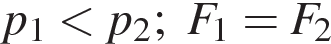 p₁ < p₂; F₁ = F₂